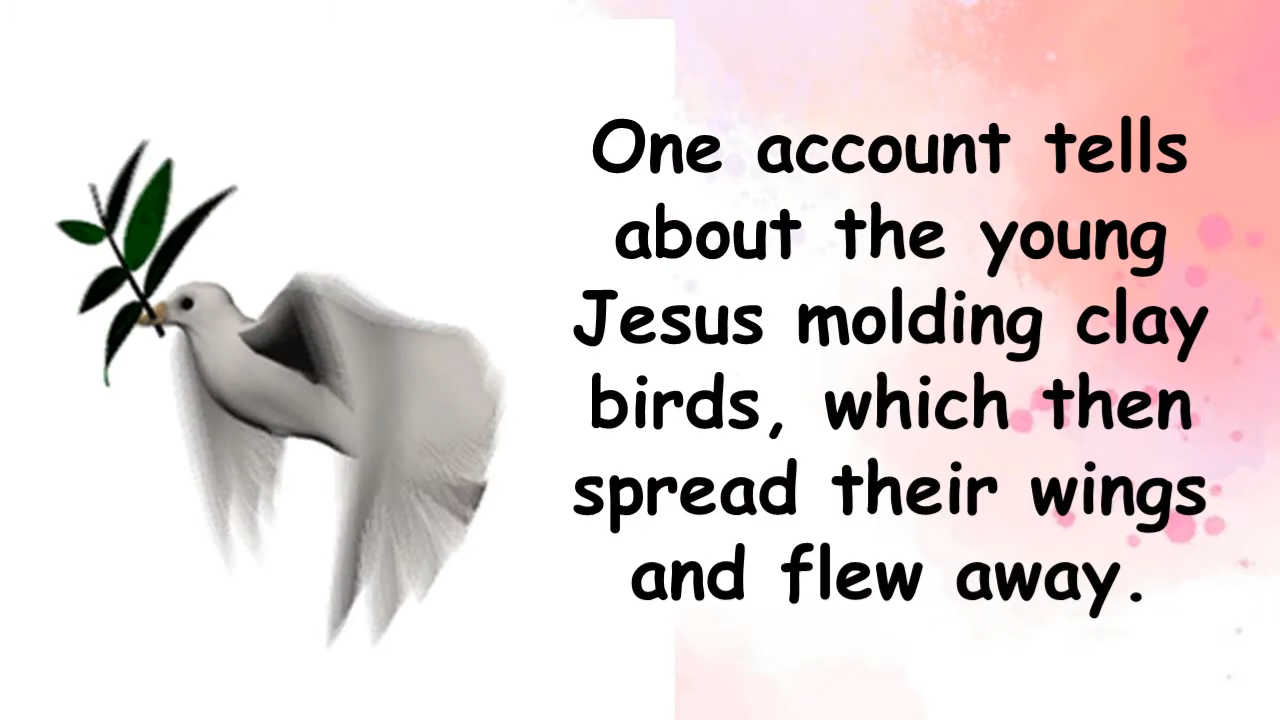 One account tells
about the young
Jesus molding clay
birds, which then
spread their wings
and flew away.